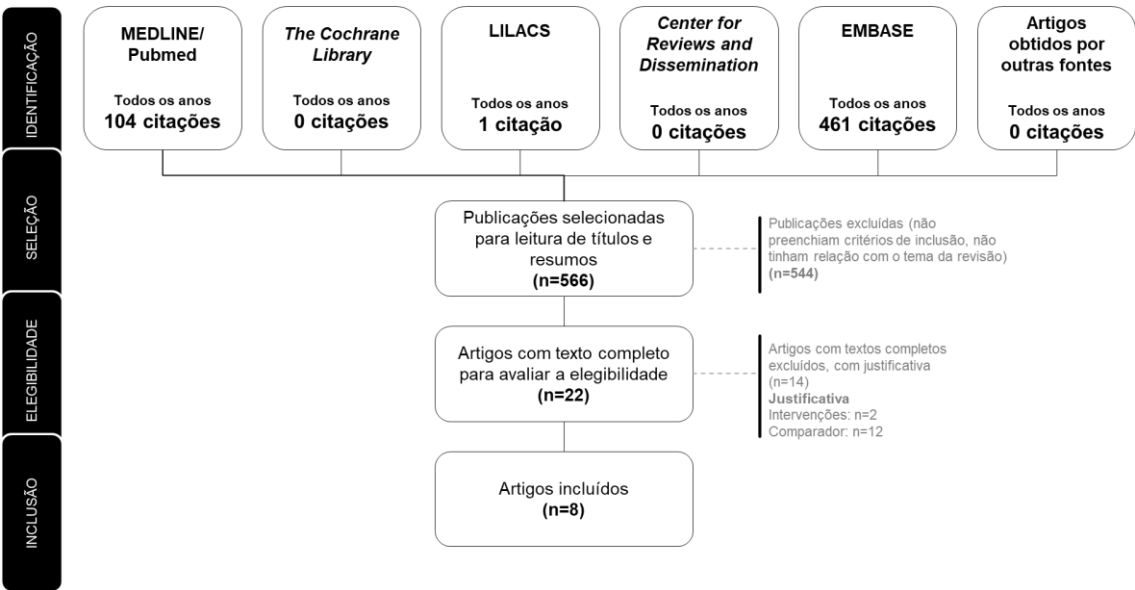 IDENTIFICAÇÃO
MEDLINE/
Pubmed
Todos os anos
104 citações
The Cochrane
Library
Todos os anos
0 citações
LILACS
Todos os anos
1 citação
Center for
Reviews and
Dissemination
Todos os anos
0 citações
EMBASE
Todos os anos
461 citações
Artigos
obtidos por
outras fontes
Todos os anos
0 citações
SELEÇÃO
Publicações selecionadas
para leitura de títulos e
resumos
(n=566)
Publicações excluídas (não
preenchiam critérios de inclusão, não
tinham relação com o tema da revisão)
(n=544)
ELEGIBILIDADE
Artigos com texto completo
para avaliar a elegibilidade
(n=22)
Artigos com textos completos
excluídos, com justificativa
(n=14)
Justificativa
Intervenções: n=2
Comparador: n=12
INCLUSÃO
Artigos incluídos
(n=8)